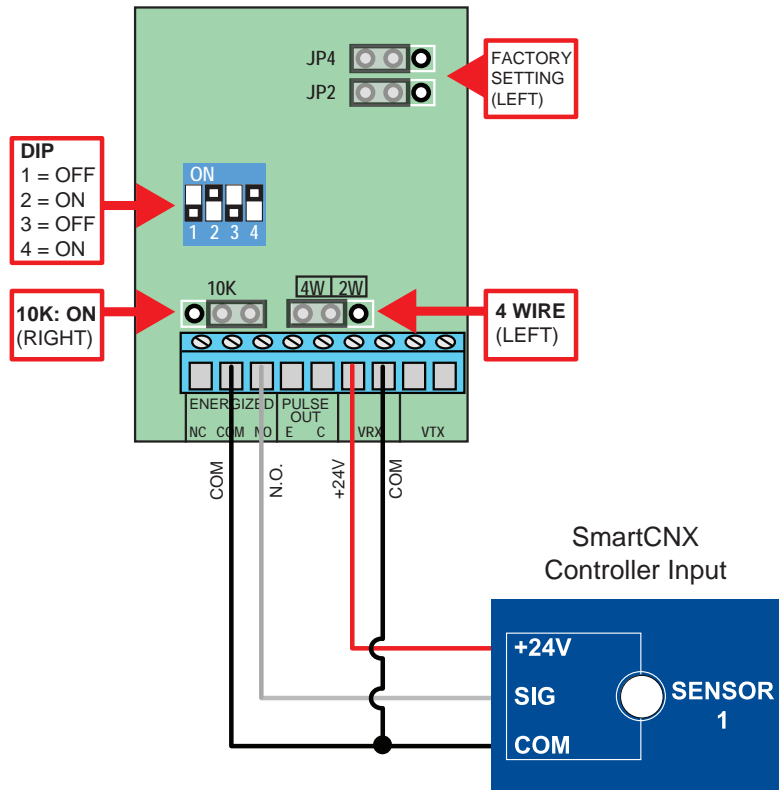 JP4
JP2
FACTORY
SETTING
(LEFT)
DIP
1 = OFF
2 = ON
3 = OFF
4 = ON
ON
1 2 3 4
10K
4W 2W
10K: ON
(RIGHT)
4 WIRE
(LEFT)
ENERGIZED
PULSE
OUT
NC COM NO E C VRX VTX
COM
N.O.
+24V
COM
SmartCNX
Controller Input
+24V
SIG
COM
SENSOR
1